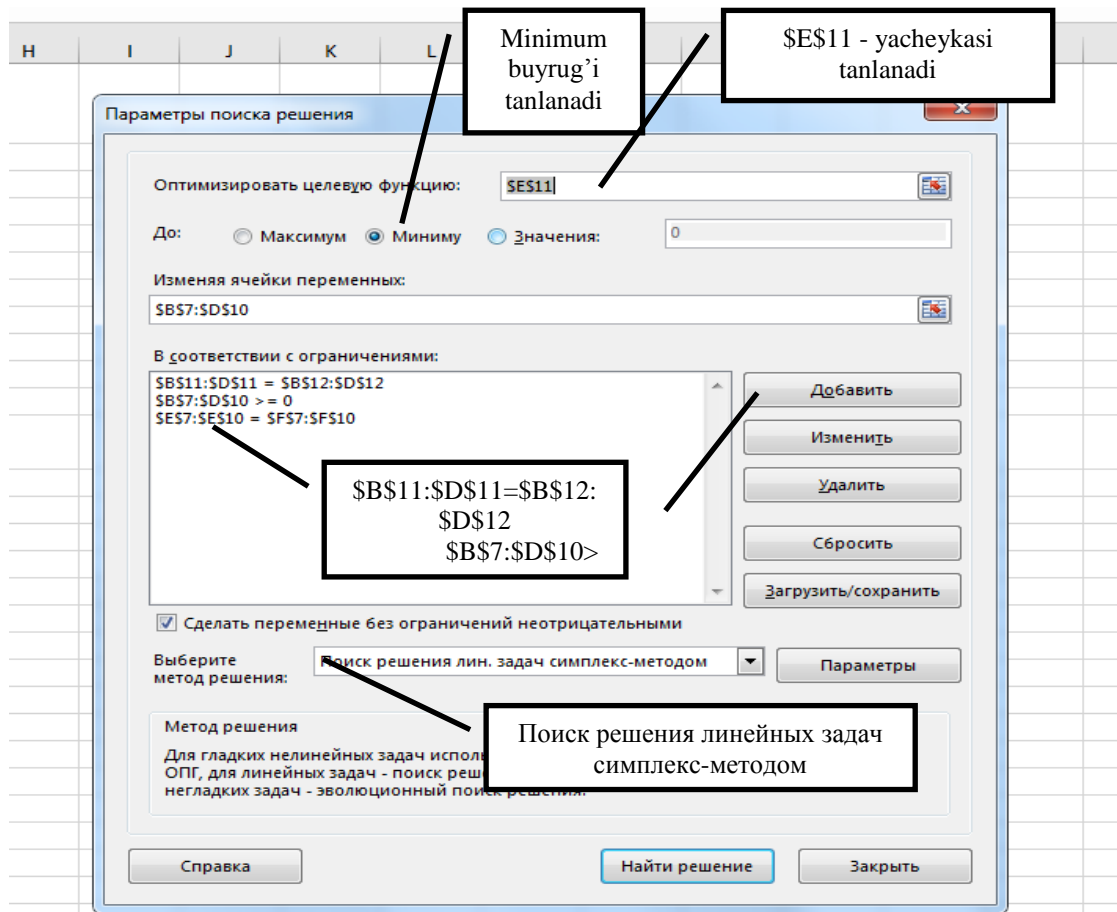 Minimum
buyrug'i
tanlanadi
$E$11 - yacheykasi
tanlanadi
H I J K L
Параметры поиска решения
Оптимизировать целевую функцию: $E$11
До: Максимум Миниму Значения: 0
Изменяя ячейки переменных:
$B$7:$D$10
В соответствии с ограничениями:
$B$11:$D$11 = $B$12:$D$12
$B$7:$D$10 >= 0
$E$7:$E$10 = $F$7:$F$10
Добавить
Изменить
Удалить
Сбросить
Загрузить/сохранить
$B$11:$D$11=$B$12:
$D$12
$B$7:$D$10>
Сделать переменные без ограничений неотрицательными
Выберите
метод решения:
Поиск решения лин. задач симплекс-методом
Параметры
Поиск решения линейных задач
симплекс-методом
Метод решения
Для гладких нелинейных задач
ОПГ, для линейных задач - поиск
негладких задач - эволюционный поиск решения.
Справка
Найти решение
Закрыть